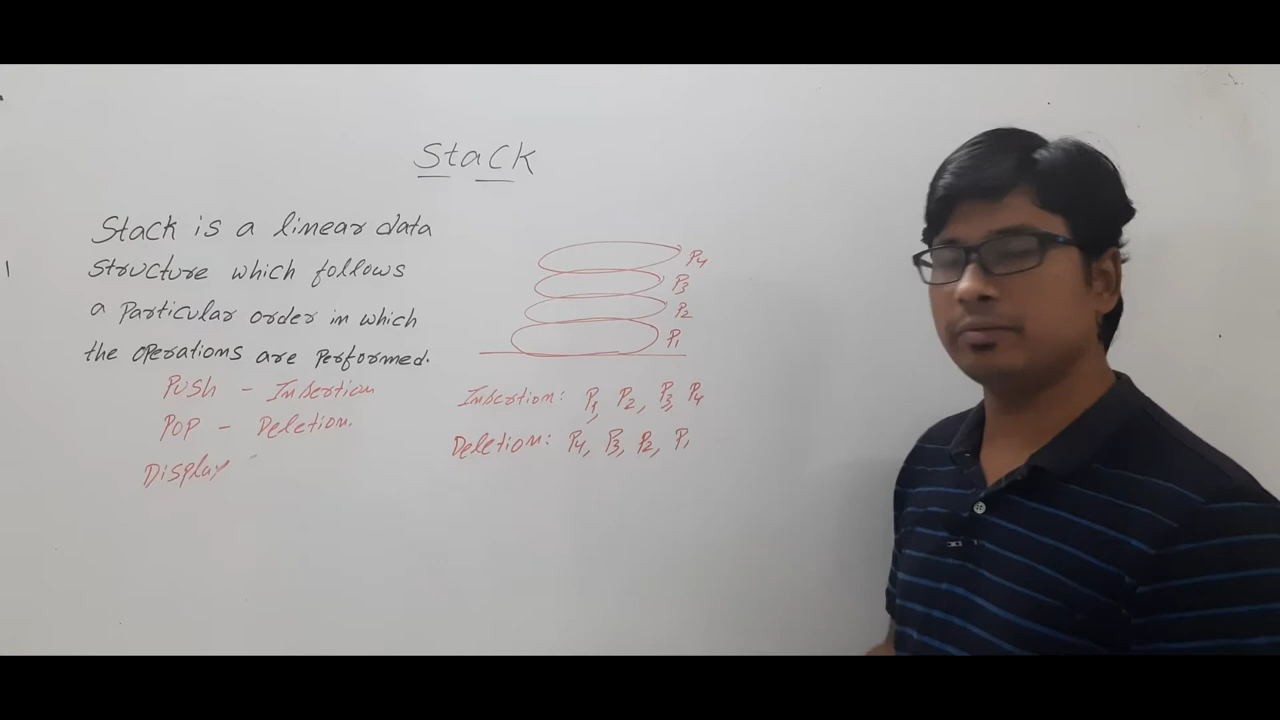 Stack
Stack is a linear data
structure which follows
a particular order in which
the operations are performed.
PUSH - Insertion
POP - Deletion.
Display
P4
P3
P2
P1
Insertion: P1, P2, P3, P4
Deletion: P4, P3, P2, P1